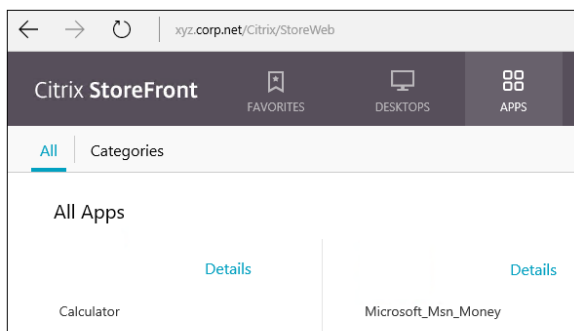 xyz.corp.net/Citrix/StoreWeb
Citrix StoreFront
FAVORITES
DESKTOPS
APPS
All
Categories
All Apps
Details
Details
Calculator
Microsoft_Msn_Money